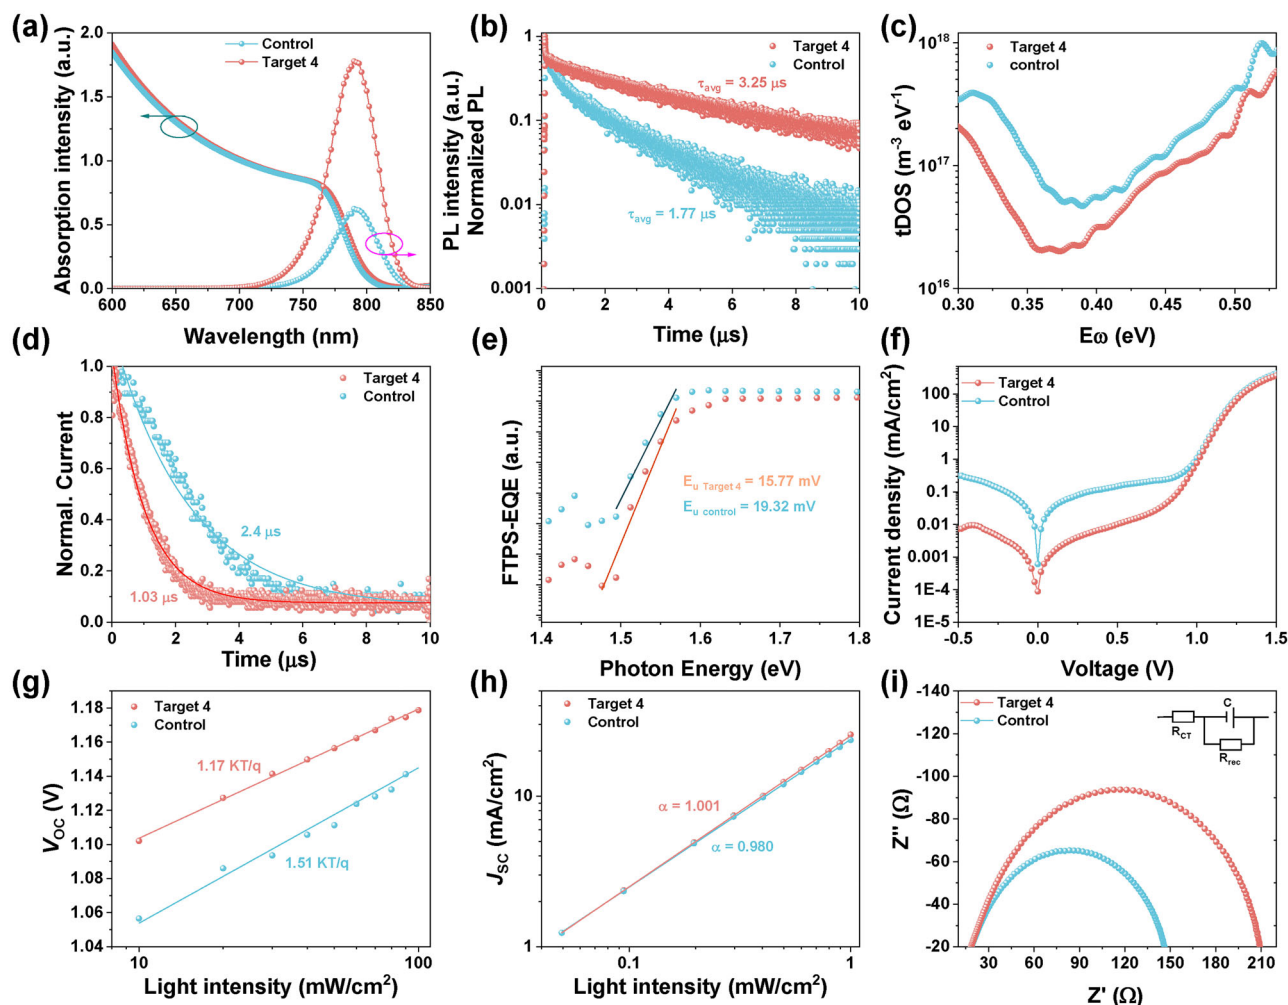 (a)
Absorption intensity (a.u.)
2.0
1.5
1.0
0.5
0.0
Control
Target 4
600
650
700
750
800
850
Wavelength (nm)
(b)
PL intensity (a.u.)
Normalized PL
1
0.1
0.01
0.001
Target 4
Control
τavg = 3.25 μs
τavg = 1.77 μs
0
2
4
6
8
10
Time (μs)
(c)
tDOS (m⁻³ eV⁻¹)
10¹⁸
10¹⁷
10¹⁶
Target 4
control
0.30
0.35
0.40
0.45
0.50
Eω (eV)
(d)
Normal. Current
1.0
0.8
0.6
0.4
0.2
0.0
Target 4
Control
2.4 μs
1.03 μs
0
2
4
6
8
10
Time (μs)
(e)
FTPS-EQE (a.u.)
Eu Target 4 = 15.77 mV
Eu control = 19.32 mV
1.4
1.5
1.6
1.7
1.8
Photon Energy (eV)
(f)
Current density (mA/cm²)
100
10
1
0.1
0.01
0.001
1E-4
1E-5
Target 4
Control
-0.5
0.0
0.5
1.0
1.5
Voltage (V)
(g)
VOC (V)
1.18
1.16
1.14
1.12
1.10
1.08
1.06
1.04
Target 4
Control
1.17 KT/q
1.51 KT/q
10
100
Light intensity (mW/cm²)
(h)
JSC (mA/cm²)
10
1
Target 4
Control
α = 1.001
α = 0.980
0.1
1
Light intensity (mW/cm²)
(i)
Z'' (Ω)
-140
-120
-100
-80
-60
-40
-20
Target 4
Control
C
RCT
Rrec
30
60
90
120
150
180
210
Z' (Ω)